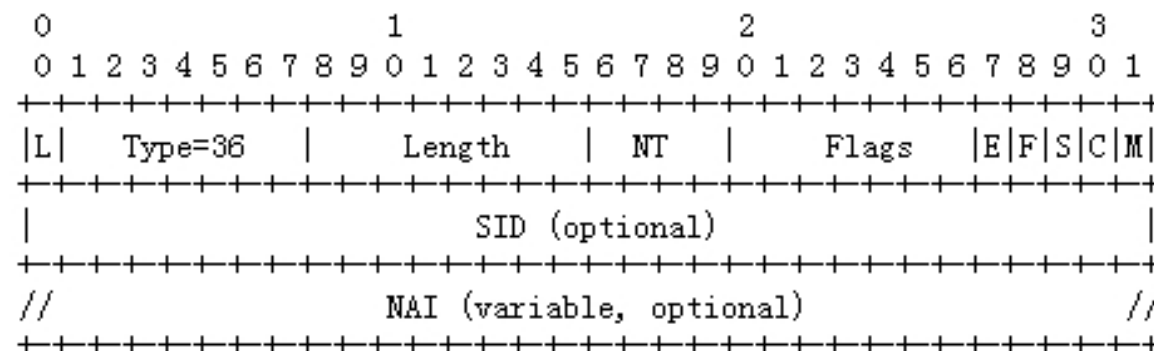 0                   1                   2                   3
0 1 2 3 4 5 6 7 8 9 0 1 2 3 4 5 6 7 8 9 0 1 2 3 4 5 6 7 8 9 0 1
+-+-+-+-+-+-+-+-+-+-+-+-+-+-+-+-+-+-+-+-+-+-+-+-+-+-+-+-+-+-+-+-+
|L|   Type=36   |     Length    |  NT   |     Flags   |E|F|S|C|M|
+-+-+-+-+-+-+-+-+-+-+-+-+-+-+-+-+-+-+-+-+-+-+-+-+-+-+-+-+-+-+-+-+
|                         SID (optional)                        |
+-+-+-+-+-+-+-+-+-+-+-+-+-+-+-+-+-+-+-+-+-+-+-+-+-+-+-+-+-+-+-+-+
//                   NAI (variable, optional)                  //
+-+-+-+-+-+-+-+-+-+-+-+-+-+-+-+-+-+-+-+-+-+-+-+-+-+-+-+-+-+-+-+-+